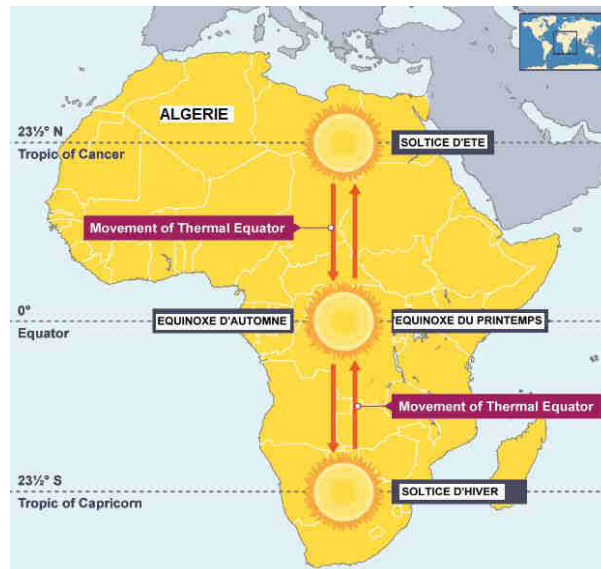 ALGERIE
23½° N
Tropic of Cancer
SOLTICE D'ETE
Movement of Thermal Equator
0°
Equator
EQUINOXE D'AUTOMNE
'EQUINOXE DU PRINTEMPS
Movement of Thermal Equator
23½° S
Tropic of Capricorn
SOLTICE D'HIVER